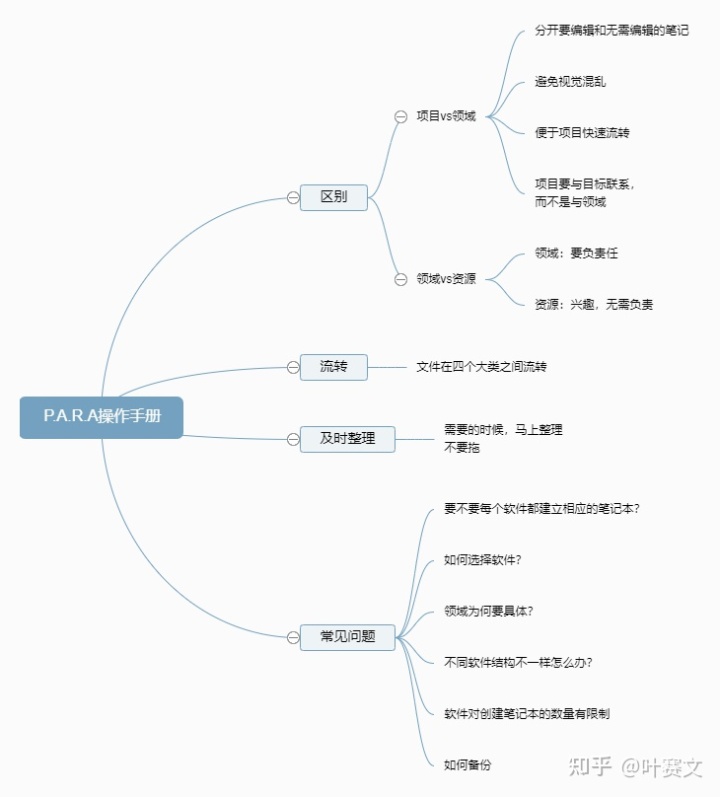 P.A.R.A操作手册
区别
项目vs领域
分开要编辑和无需编辑的笔记
避免视觉混乱
便于项目快速流转
项目要与目标联系，
而不是与领域
领域vs资源
领域：要负责任
资源：兴趣，无需负责
流转
文件在四个大类之间流转
及时整理
需要的时候，马上整理
不要拖
常见问题
要不要每个软件都建立相应的笔记本？
如何选择软件？
领域为何要具体？
不同软件结构不一样怎么办？
软件对创建笔记本的数量有限制
如何备份
知乎 @叶赛文